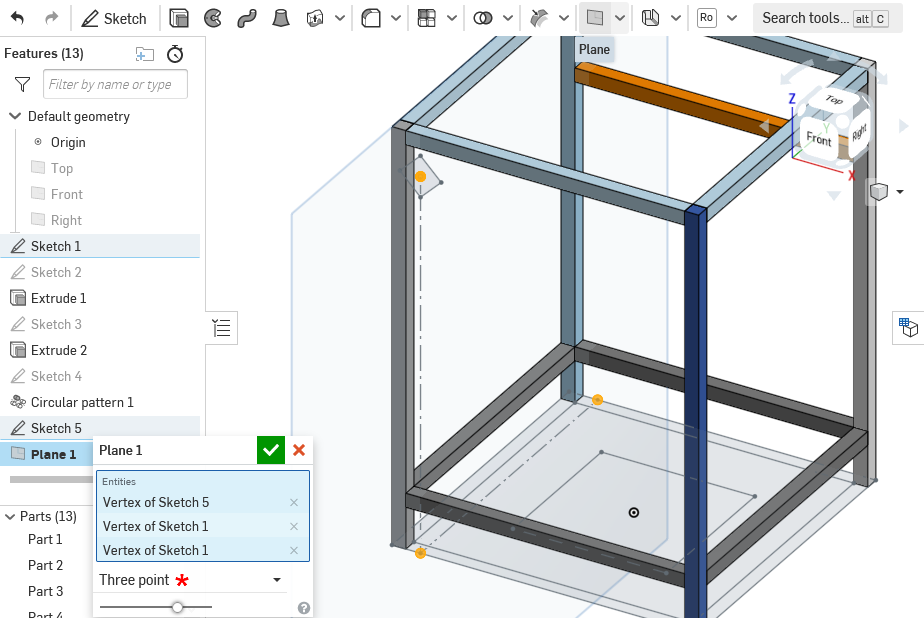 Sketch
Ro
Search tools... alt C
Plane
Features (13)
Filter by name or type
Default geometry
Origin
Top
Front
Right
Sketch 1
Sketch 2
Extrude 1
Sketch 3
Extrude 2
Sketch 4
Circular pattern 1
Sketch 5
Plane 1
Parts (13)
Part 1
Part 2
Part 3
Part 4
Plane 1
Entities
Vertex of Sketch 5
Vertex of Sketch 1
Vertex of Sketch 1
Three point *
?
Z
Top
Front
Right
Y
X